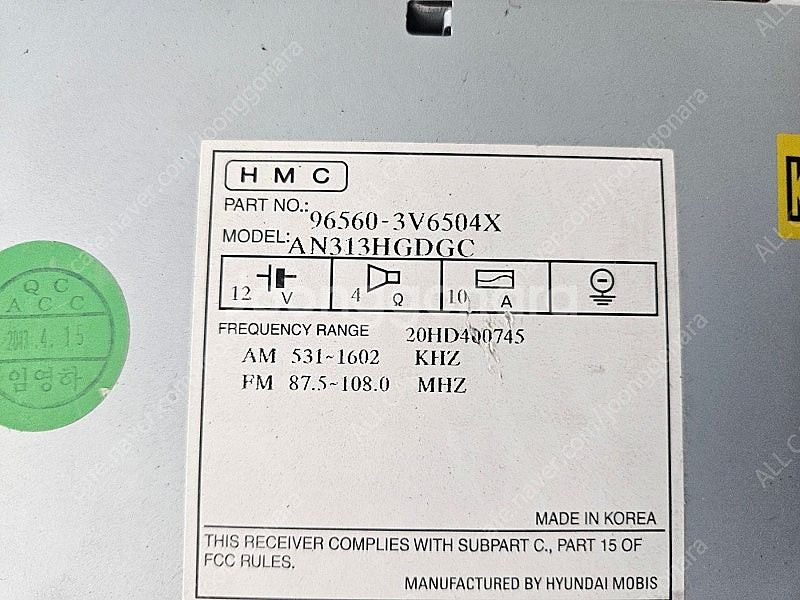 HMC
PART NO.: 96560-3V6504X
MODEL: AN313HGDGC
12 V 4 Ω 10 A
FREQUENCY RANGE 20HD400745
AM 531~1602 KHZ
FM 87.5~108.0 MHZ
MADE IN KOREA
THIS RECEIVER COMPLIES WITH SUBPART C., PART 15 OF
FCC RULES.
MANUFACTURED BY HYUNDAI MOBIS
QC
ACC
4.15
임영하
joonggonara